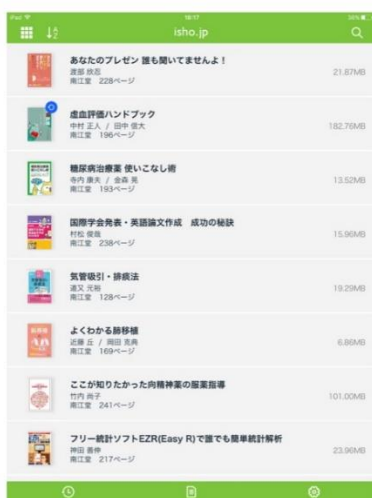 iPad
18:17
36%
isho.jp
あなたのプレゼン 誰も聞いてませんよ！
渡部 欣忍
南江堂 228ページ
21.87MB
虚血評価ハンドブック
中村 正人 / 田中 信大
南江堂 196ページ
182.76MB
糖尿病治療薬 使いこなし術
寺内 康夫 / 金森 晃
南江堂 193ページ
13.52MB
国際学会発表・英語論文作成 成功の秘訣
村松 俊哉
南江堂 238ページ
15.96MB
気管吸引・排痰法
道又 元裕
南江堂 128ページ
19.29MB
よくわかる肺移植
近藤 丘 / 岡田 克典
南江堂 169ページ
6.86MB
ここが知りたかった向精神薬の服薬指導
竹内 尚子
南江堂 241ページ
101.00MB
フリー統計ソフトEZR(Easy R)で誰でも簡単統計解析
神田 善伸
南江堂 217ページ
23.96MB